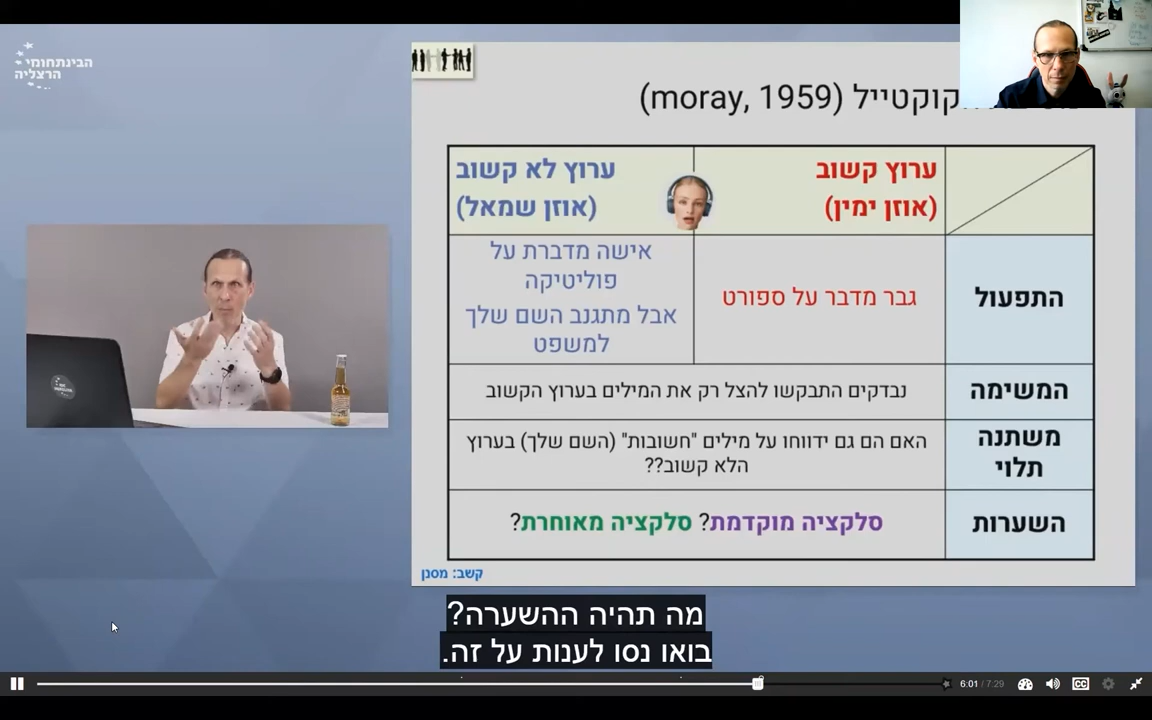 הבינתחומי
הרצליה
קוקטייל (moray, 1959)
ערוץ קשוב
(אוזן ימין)
ערוץ לא קשוב
(אוזן שמאל)
התפעול
גבר מדבר על ספורט
אישה מדברת על
פוליטיקה
אבל מתגנב השם שלך
למשפט
המשימה
נבדקים התבקשו להצל רק את המילים בערוץ הקשוב
משתנה
תלוי
האם הם גם ידווחו על מילים "חשובות" (השם שלך) בערוץ
הלא קשוב??
השערות
סלקציה מוקדמת? סלקציה מאוחרת?
קשב: מסנן
מה תהיה ההשערה?
בואו נסו לענות על זה.
6:01 / 7:29
CC